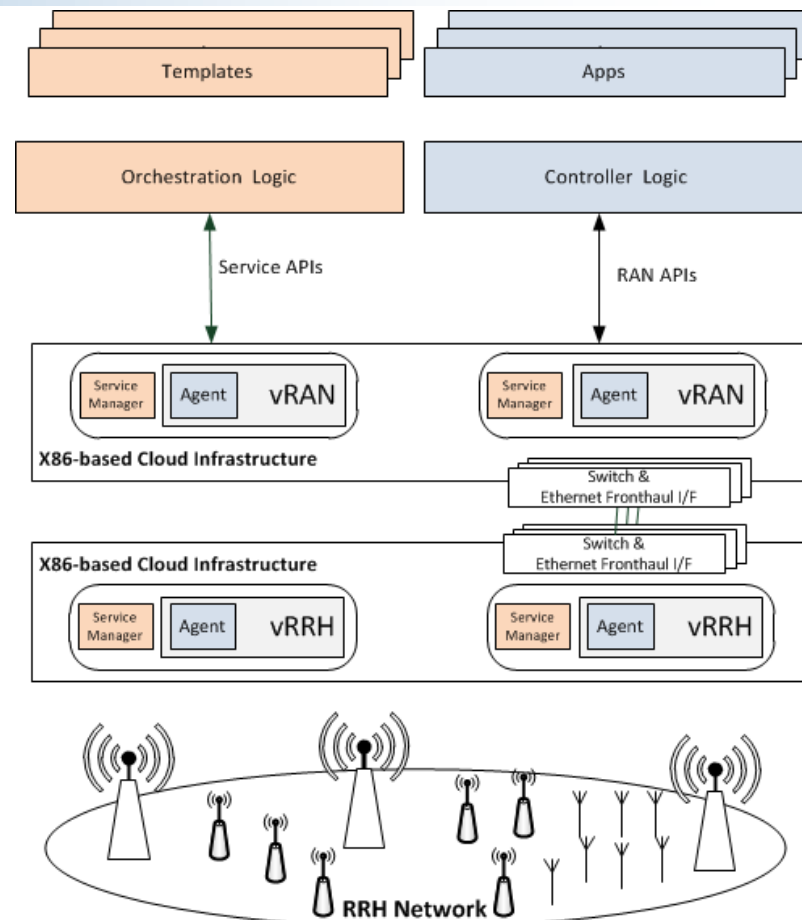 Templates
Apps
Orchestration Logic
Controller Logic
Service APIs
RAN APIs
Service
Manager
Agent
vRAN
Service
Manager
Agent
vRAN
X86-based Cloud Infrastructure
Switch &
Ethernet Fronthaul I/F
Switch &
Ethernet Fronthaul I/F
X86-based Cloud Infrastructure
Service
Manager
Agent
vRRH
Service
Manager
Agent
vRRH
RRH Network